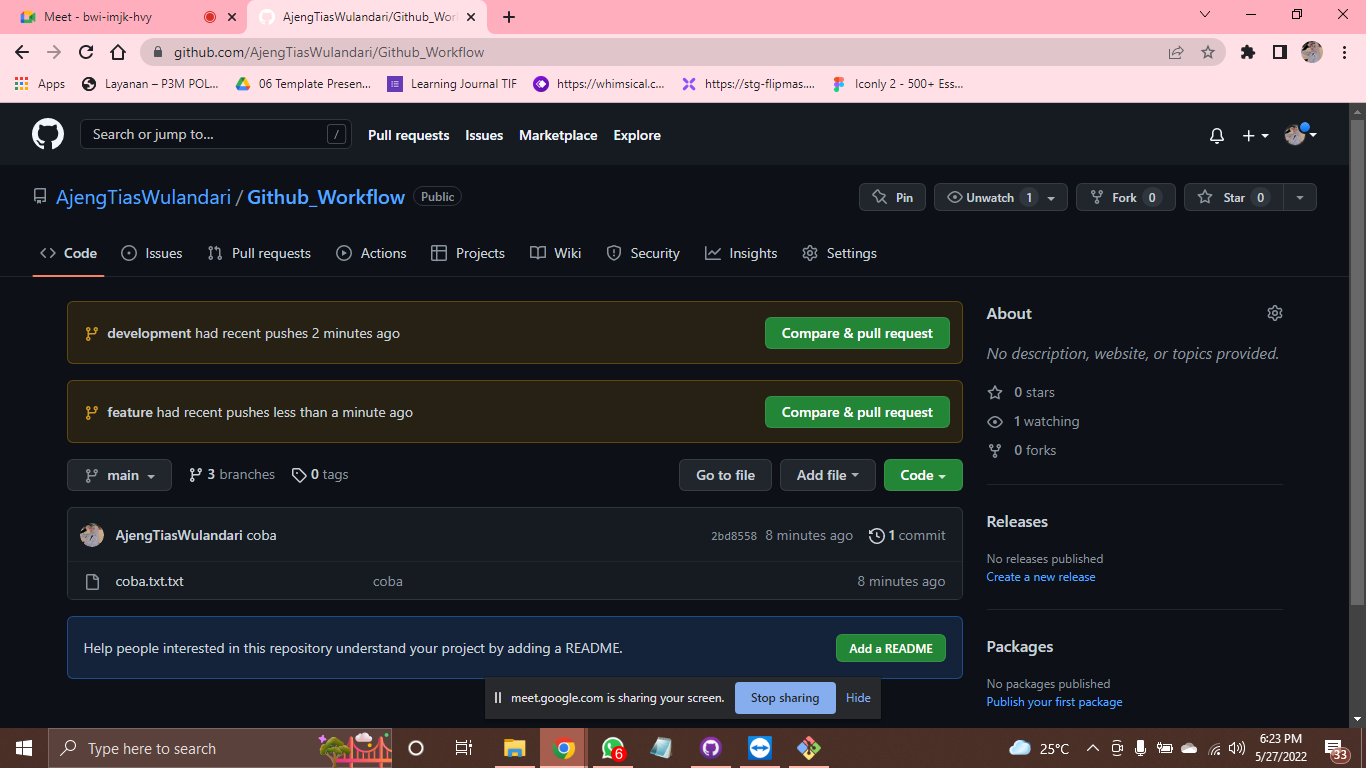 Meet - bwi-imjk-hvy
AjengTiasWulandari/Github_Wor
github.com/AjengTiasWulandari/Github_Workflow
Apps
Layanan – P3M POL...
06 Template Presen...
Learning Journal TIF
https://whimsical.c...
https://stg-flipmas....
Iconly 2 - 500+ Ess...
Search or jump to...
/
Pull requests
Issues
Marketplace
Explore
AjengTiasWulandari / Github_Workflow
Public
Pin
Unwatch 1
Fork 0
Star 0
Code
Issues
Pull requests
Actions
Projects
Wiki
Security
Insights
Settings
development had recent pushes 2 minutes ago
Compare & pull request
feature had recent pushes less than a minute ago
Compare & pull request
main
3 branches
0 tags
Go to file
Add file
Code
AjengTiasWulandari coba
2bd8558 8 minutes ago
1 commit
coba.txt.txt
coba
8 minutes ago
Help people interested in this repository understand your project by adding a README.
Add a README
About
No description, website, or topics provided.
0 stars
1 watching
0 forks
Releases
No releases published
Create a new release
Packages
No packages published
Publish your first package
meet.google.com is sharing your screen.
Stop sharing
Hide
Type here to search
6
25°C
6:23 PM
5/27/2022
33